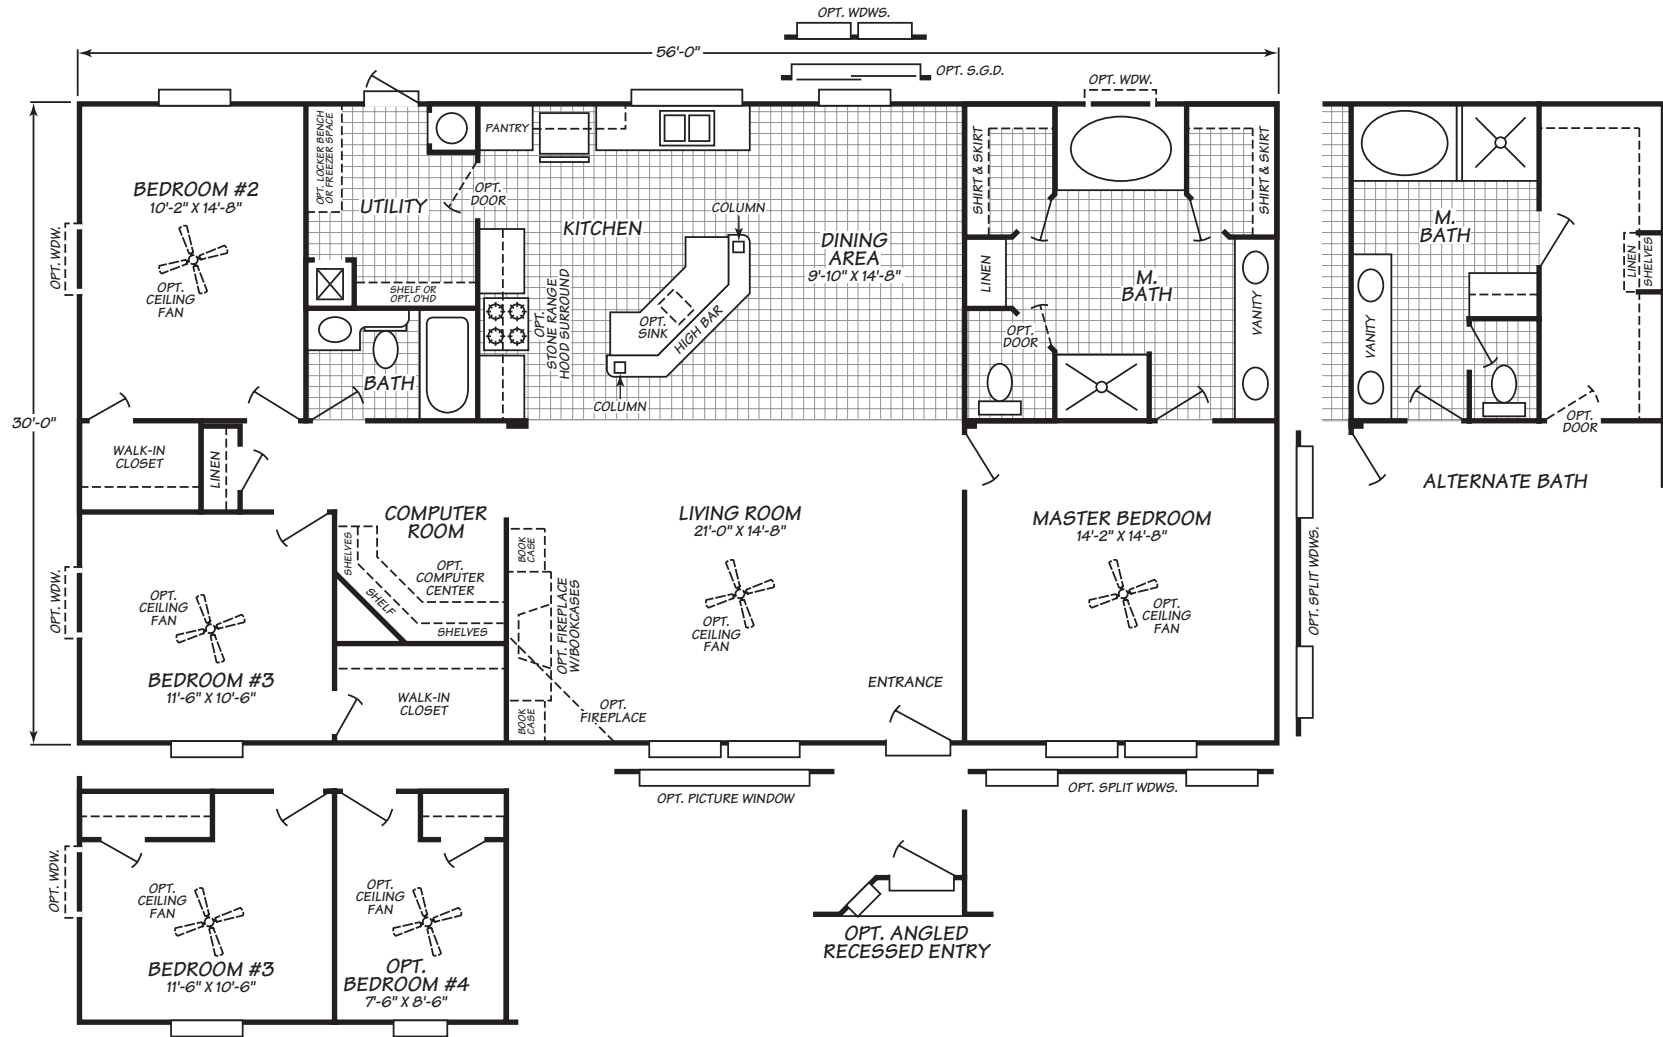 OPT. WDWS.
56'-0"
OPT. S.G.D.
OPT. WDW.
OPT. LOCKER BENCH
OR FREEZER SPACE
PANTRY
SHIRT & SKIRT
SHIRT & SKIRT
BEDROOM #2
10'-2" X 14'-8"
UTILITY
OPT.
DOOR
KITCHEN
COLUMN
DINING
AREA
9'-10" X 14'-8"
OPT. WDW.
OPT.
CEILING
FAN
SHELF OR
OPT. O'HD
OPT.
STONE RANGE
HOOD SURROUND
OPT.
SINK
HIGH BAR
LINEN
M.
BATH
OPT.
DOOR
VANITY
M.
BATH
LINEN
SHELVES
VANITY
BATH
COLUMN
30'-0"
OPT.
DOOR
WALK-IN
CLOSET
LINEN
ALTERNATE BATH
COMPUTER
ROOM
LIVING ROOM
21'-0" X 14'-8"
MASTER BEDROOM
14'-2" X 14'-8"
SHELVES
OPT.
COMPUTER
CENTER
SHELF
SHELVES
BOOK
CASE
OPT. FIREPLACE
W/BOOKCASES
OPT. WDW.
OPT.
CEILING
FAN
OPT.
CEILING
FAN
OPT.
CEILING
FAN
OPT. SPLIT WDWS.
BEDROOM #3
11'-6" X 10'-6"
WALK-IN
CLOSET
BOOK
CASE
OPT.
FIREPLACE
ENTRANCE
OPT. PICTURE WINDOW
OPT. SPLIT WDWS.
OPT. WDW.
OPT.
CEILING
FAN
OPT.
CEILING
FAN
BEDROOM #3
11'-6" X 10'-6"
OPT.
BEDROOM #4
7'-6" X 8'-6"
OPT. ANGLED
RECESSED ENTRY